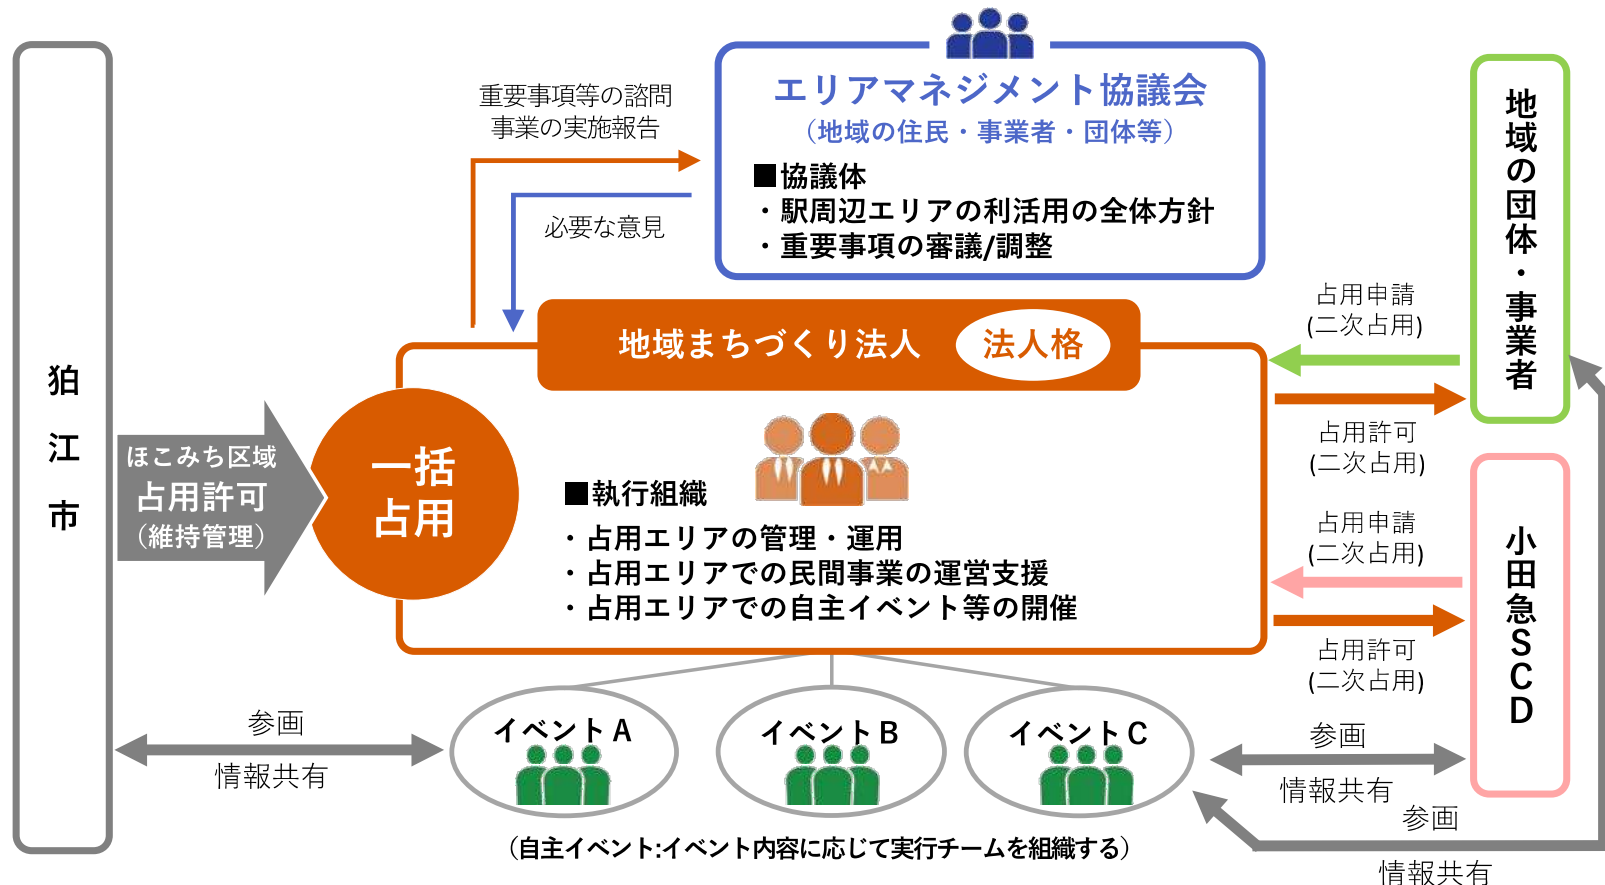 狛江市
重要事項等の諮問
事業の実施報告
必要な意見
エリアマネジメント協議会
（地域の住民・事業者・団体等）
■協議体
・駅周辺エリアの利活用の全体方針
・重要事項の審議/調整
地域まちづくり法人 法人格
ほこみち区域
占用許可
（維持管理）
一括
占用
■執行組織
・占用エリアの管理・運用
・占用エリアでの民間事業の運営支援
・占用エリアでの自主イベント等の開催
地域の団体・事業者
占用申請
(二次占用)
占用許可
(二次占用)
小田急SCD
占用申請
(二次占用)
占用許可
(二次占用)
参画
情報共有
イベントA
イベントB
イベントC
参画
情報共有
参画
情報共有
（自主イベント:イベント内容に応じて実行チームを組織する）